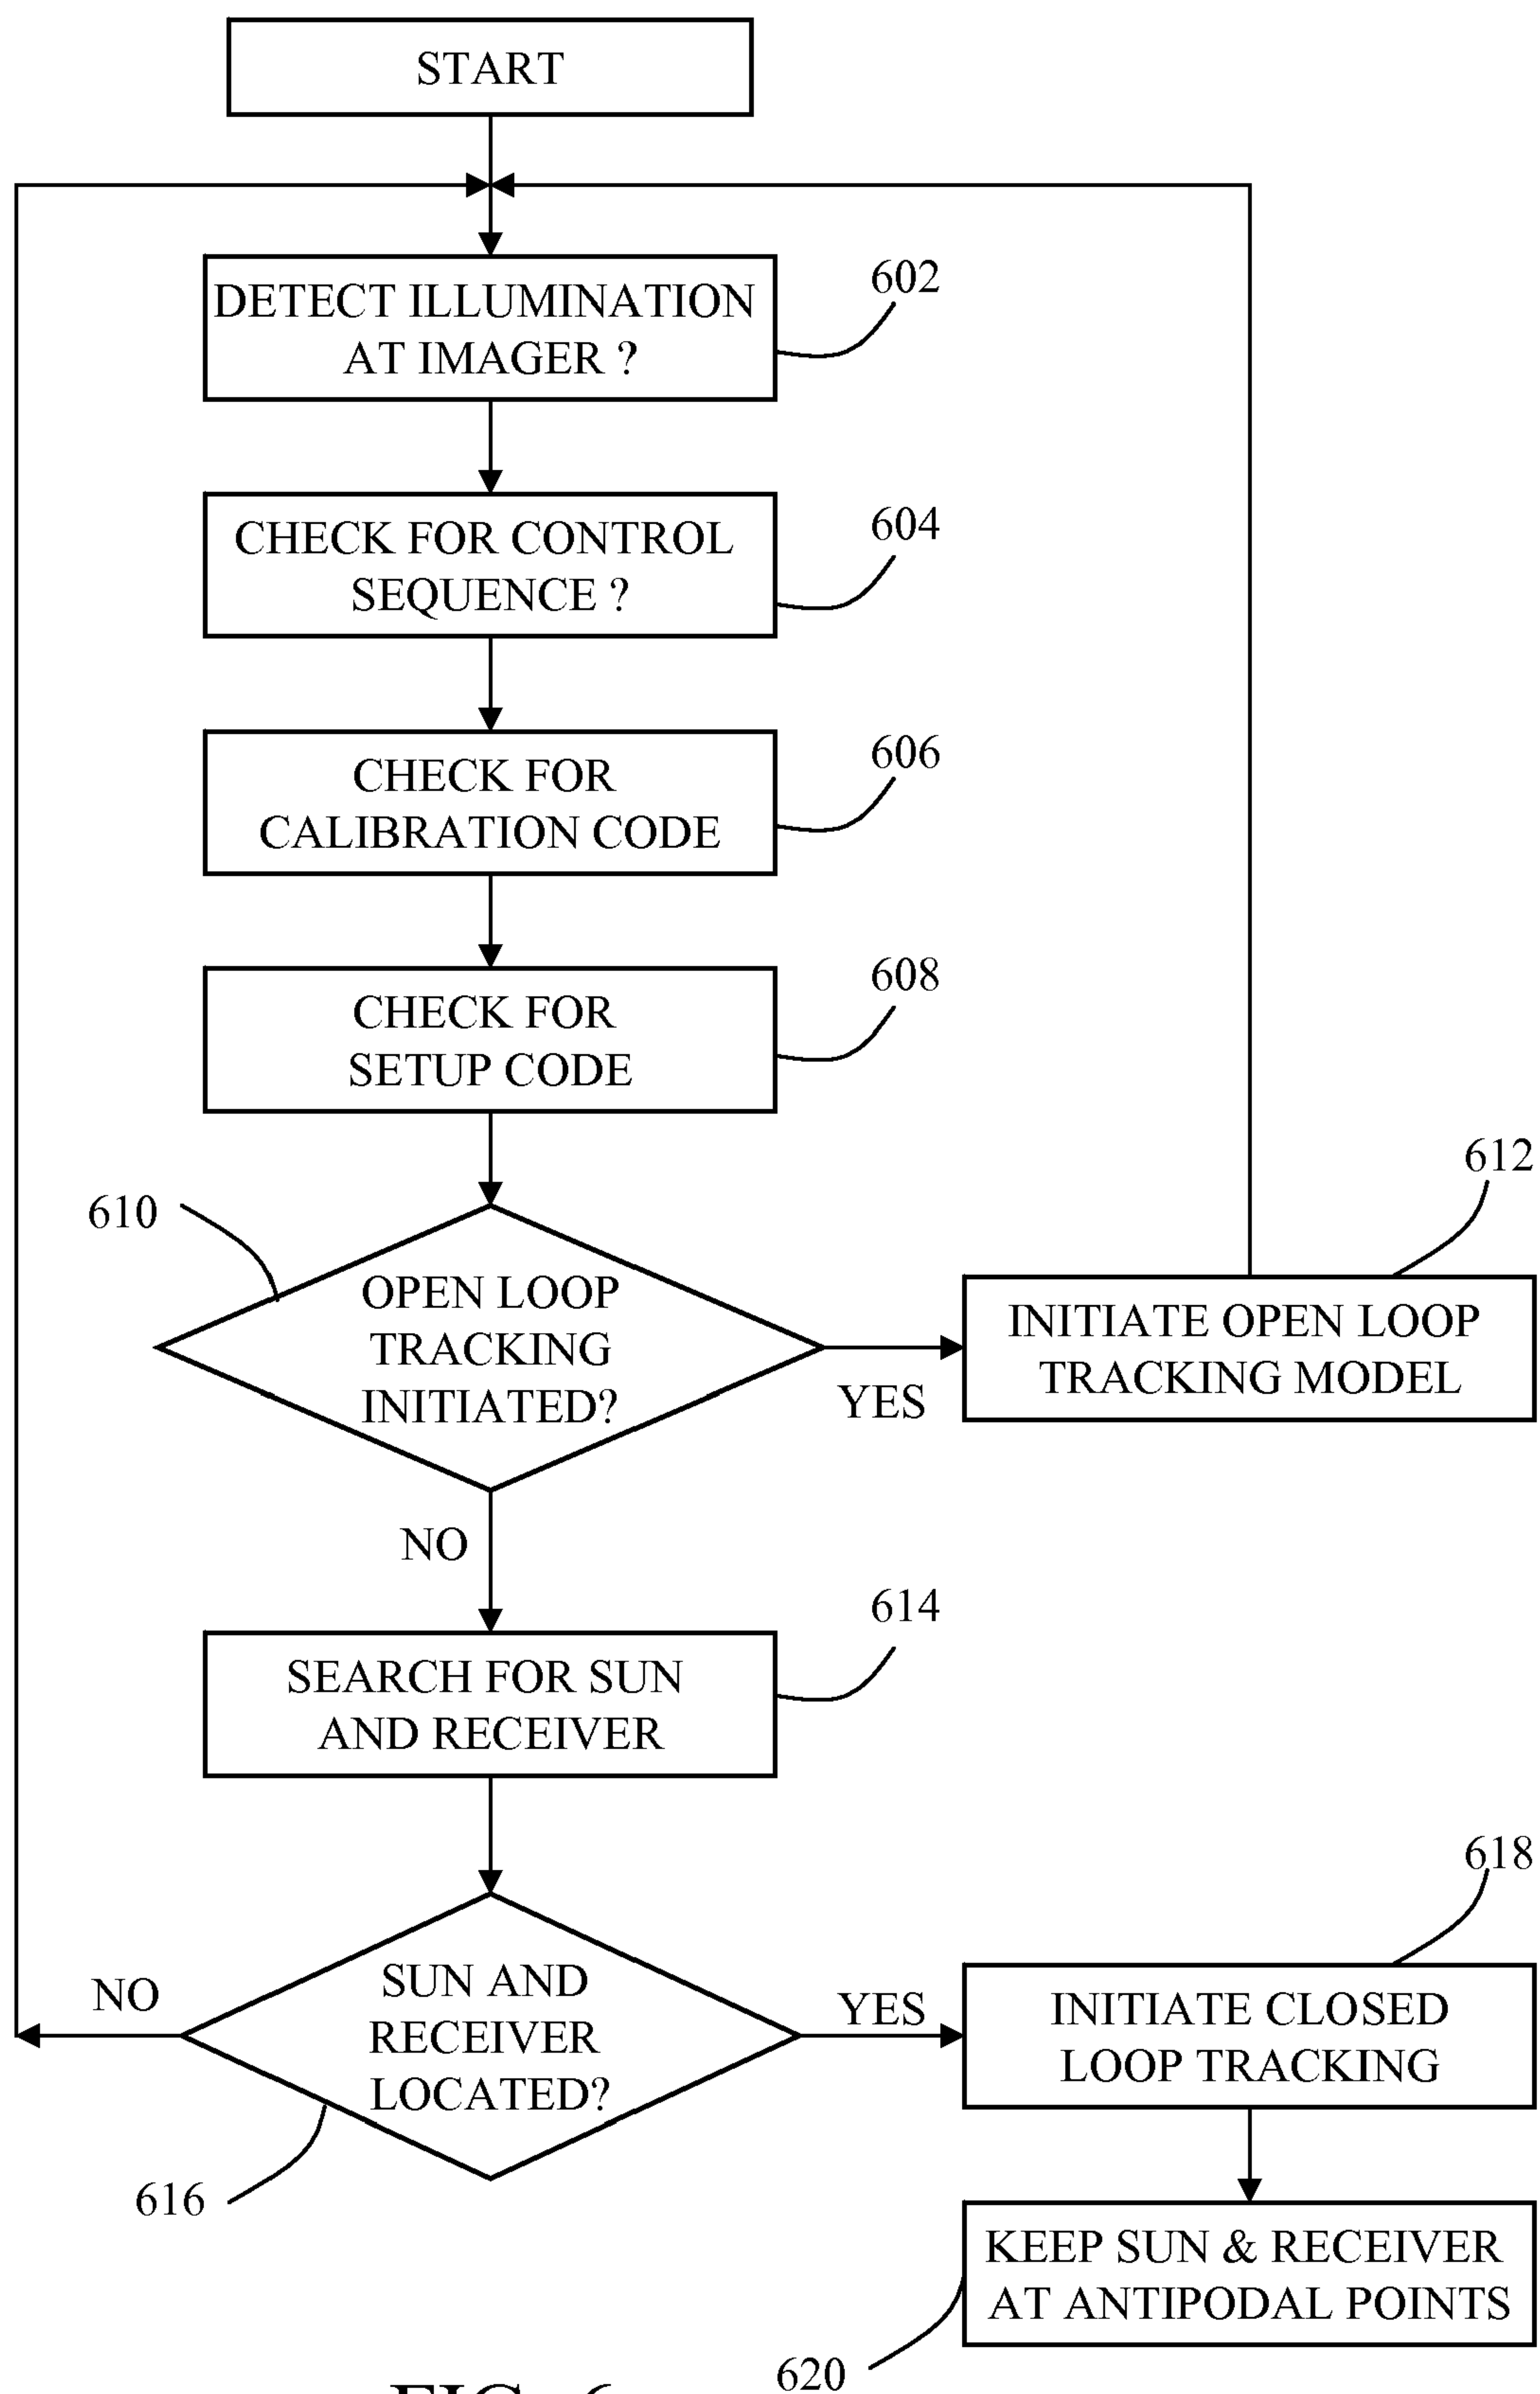 START
DETECT ILLUMINATION
AT IMAGER ?
602
CHECK FOR CONTROL
SEQUENCE ?
604
CHECK FOR
CALIBRATION CODE
606
CHECK FOR
SETUP CODE
608
610
OPEN LOOP
TRACKING
INITIATED?
YES
612
INITIATE OPEN LOOP
TRACKING MODEL
NO
SEARCH FOR SUN
AND RECEIVER
614
NO
SUN AND
RECEIVER
LOCATED?
616
YES
618
INITIATE CLOSED
LOOP TRACKING
KEEP SUN & RECEIVER
AT ANTIPODAL POINTS
620
FIG. 6